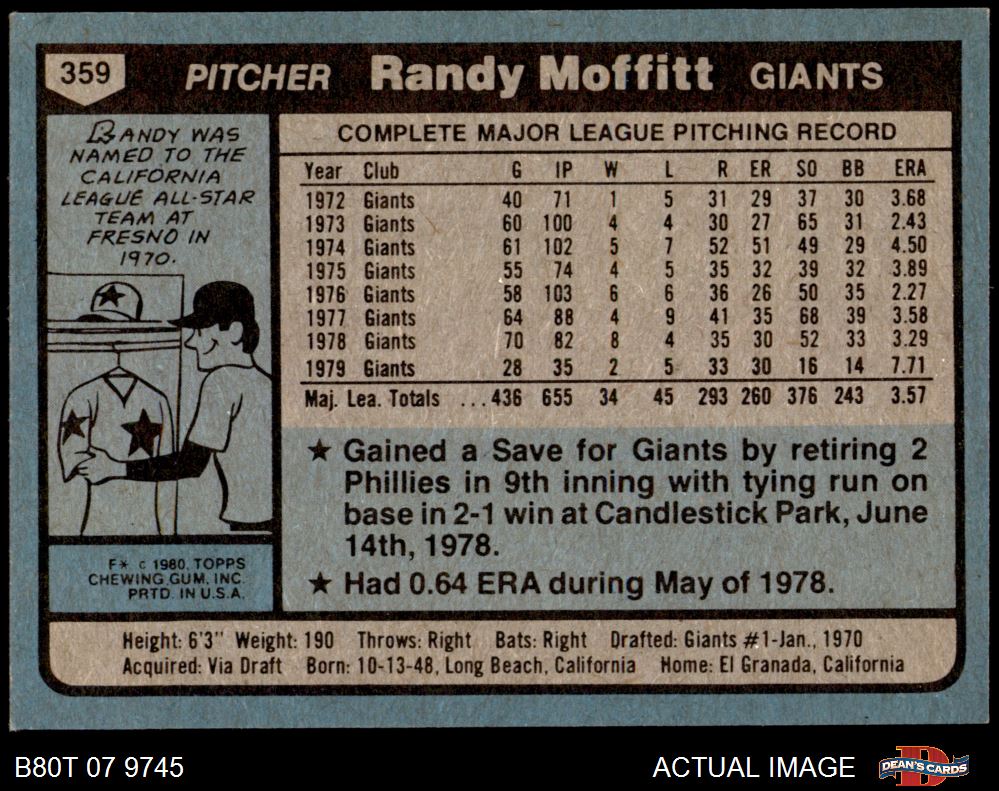 359 PITCHER Randy Moffitt GIANTS
RANDY WAS
NAMED TO THE
CALIFORNIA
LEAGUE ALL-STAR
TEAM AT
FRESNO IN
1970.
COMPLETE MAJOR LEAGUE PITCHING RECORD
Year Club G IP W L R ER SO BB ERA
1972 Giants 40 71 1 5 31 29 37 30 3.68
1973 Giants 60 100 4 4 30 27 65 31 2.43
1974 Giants 61 102 5 7 52 51 49 29 4.50
1975 Giants 55 74 4 5 35 32 39 32 3.89
1976 Giants 58 103 6 6 36 26 50 35 2.27
1977 Giants 64 88 4 9 41 35 68 39 3.58
1978 Giants 70 82 8 4 35 30 52 33 3.29
1979 Giants 28 35 2 5 33 30 16 14 7.71
Maj. Lea. Totals ...436 655 34 45 293 260 376 243 3.57
★ Gained a Save for Giants by retiring 2
Phillies in 9th inning with tying run on
base in 2-1 win at Candlestick Park, June
14th, 1978.
★ Had 0.64 ERA during May of 1978.
F* © 1980 TOPPS
CHEWING GUM, INC.
PRTD. IN U.S.A.
Height: 6'3" Weight: 190 Throws: Right Bats: Right Drafted: Giants #1-Jan., 1970
Acquired: Via Draft Born: 10-13-48, Long Beach, California Home: El Granada, California
B80T 07 9745 ACTUAL IMAGE DEAN'S CARDS